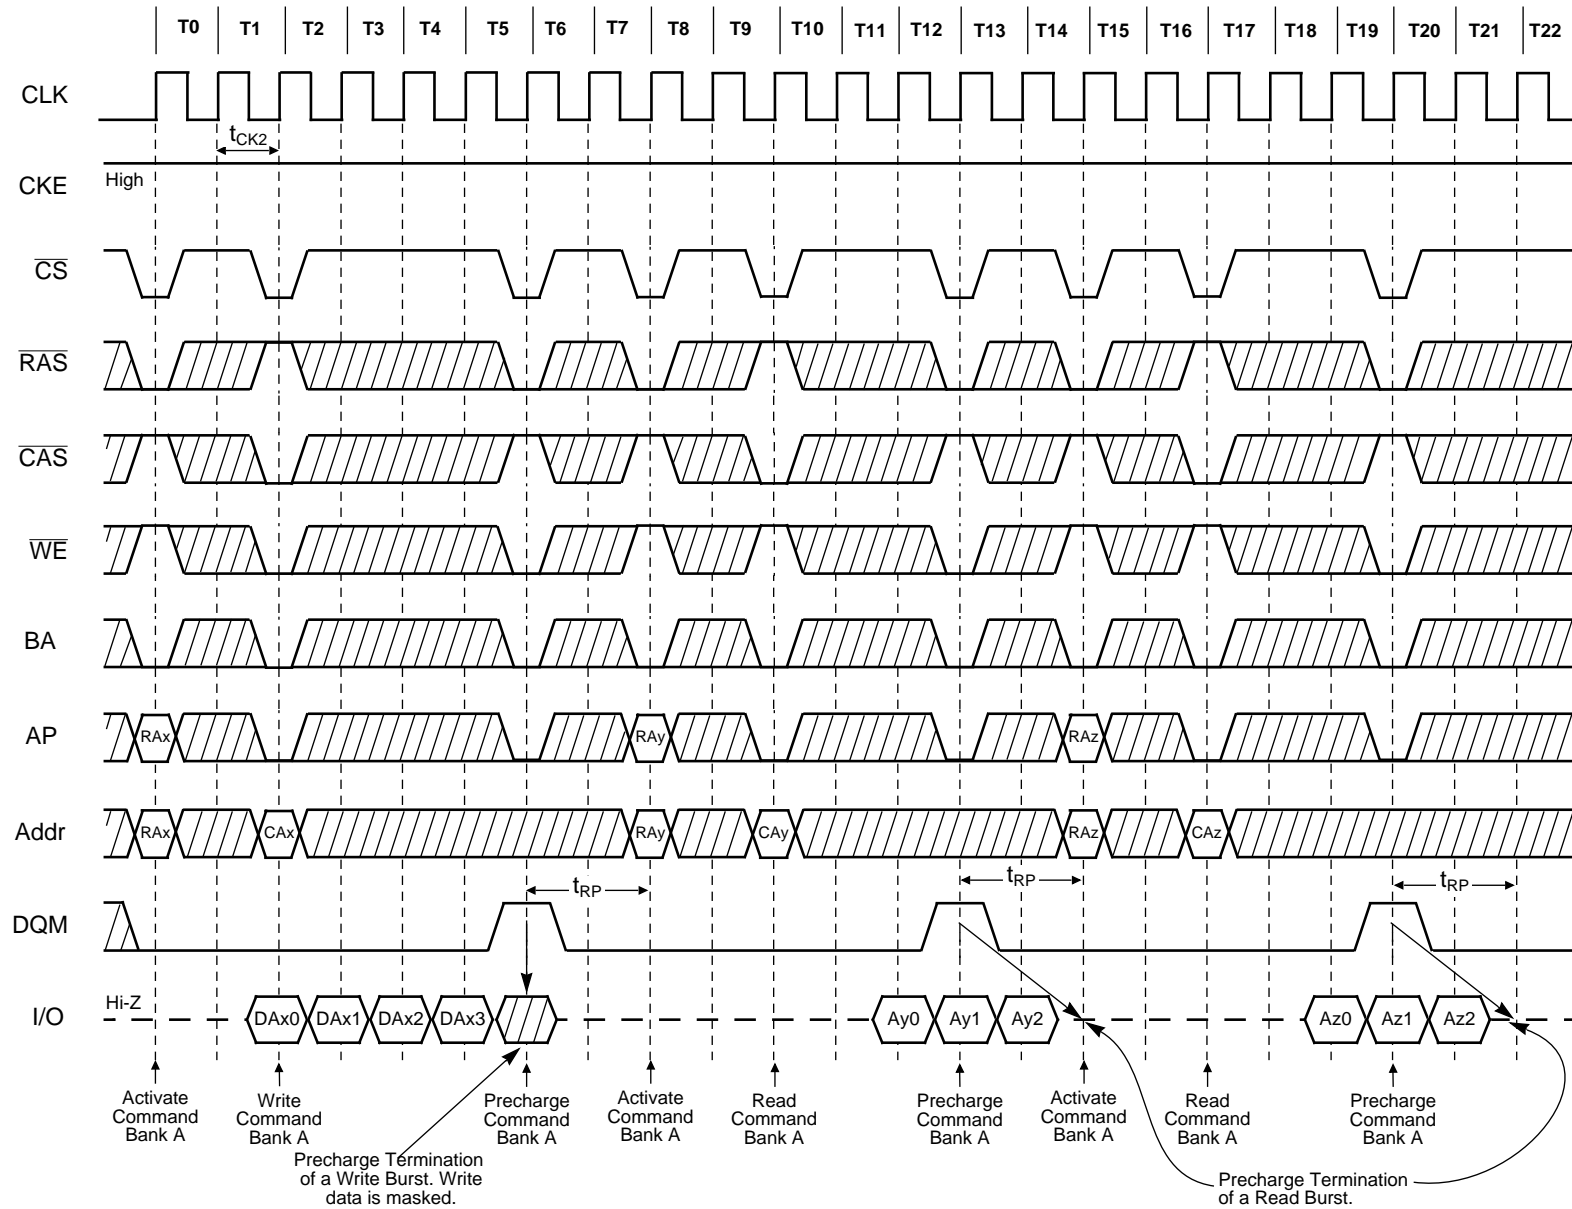 T0 T1 T2 T3 T4 T5 T6 T7 T8 T9 T10 T11 T12 T13 T14 T15 T16 T17 T18 T19 T20 T21 T22
CLK
tCK2
CKE
High
CS
RAS
CAS
WE
BA
AP
RAx RAy RAz
Addr
RAx CAx RAy CAy RAz CAz
tRP tRP tRP
DQM
I/O
Hi-Z
DAx0 DAx1 DAx2 DAx3 Ay0 Ay1 Ay2 Az0 Az1 Az2
Activate
Command
Bank A
Write
Command
Bank A
Precharge
Command
Bank A
Activate
Command
Bank A
Read
Command
Bank A
Precharge
Command
Bank A
Activate
Command
Bank A
Read
Command
Bank A
Precharge
Command
Bank A
Precharge Termination
of a Write Burst. Write
data is masked.
Precharge Termination
of a Read Burst.